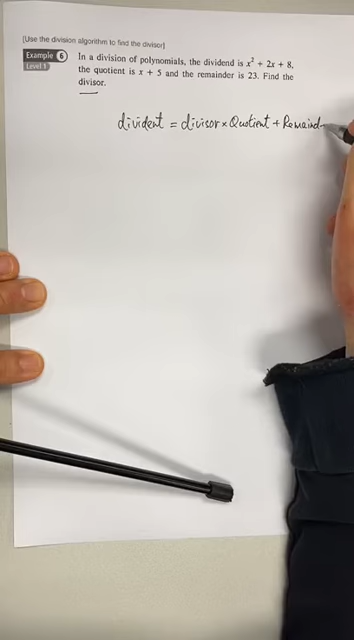 [Use the division algorithm to find the divisor]
Example 6 In a division of polynomials, the dividend is x² + 2x + 8,
Level 1 the quotient is x + 5 and the remainder is 23. Find the
divisor.
divident = divisor × Quotient + Remaind